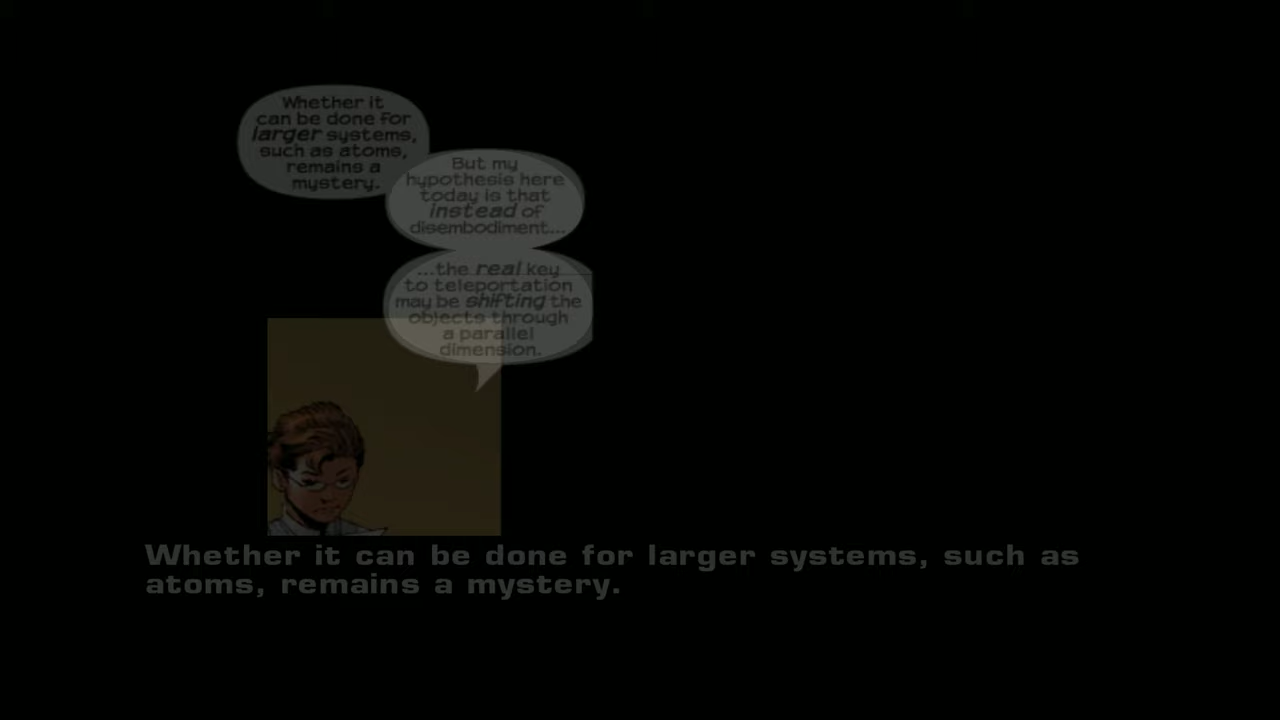 Whether it
can be done for
larger systems,
such as atoms,
remains a
mystery.
But my
hypothesis here
today is that
instead of
disembodiment...
...the real key
to teleportation
may be shifting the
objects through
a parallel
dimension.
Whether it can be done for larger systems, such as
atoms, remains a mystery.